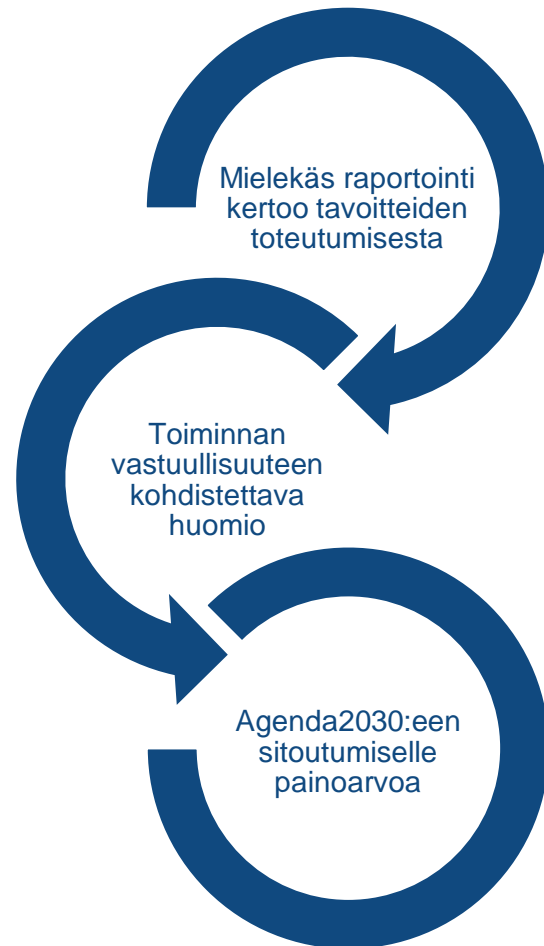 Mielekäs raportointi
kertoo tavoitteiden
toteutumisesta
Toiminnan
vastuullisuuteen
kohdistettava
huomio
Agenda2030:een
sitoutumiselle
painoarvoa